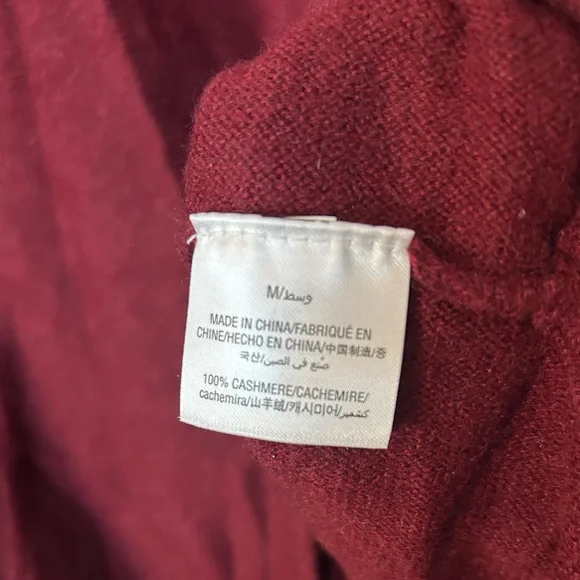 M/وسط
MADE IN CHINA/FABRIQUÉ EN
CHINE/HECHO EN CHINA/中国制造/중
국산/صُنع في الصين
100% CASHMERE/CACHEMIRE/
cachemira/山羊绒/캐시미어/كشمير